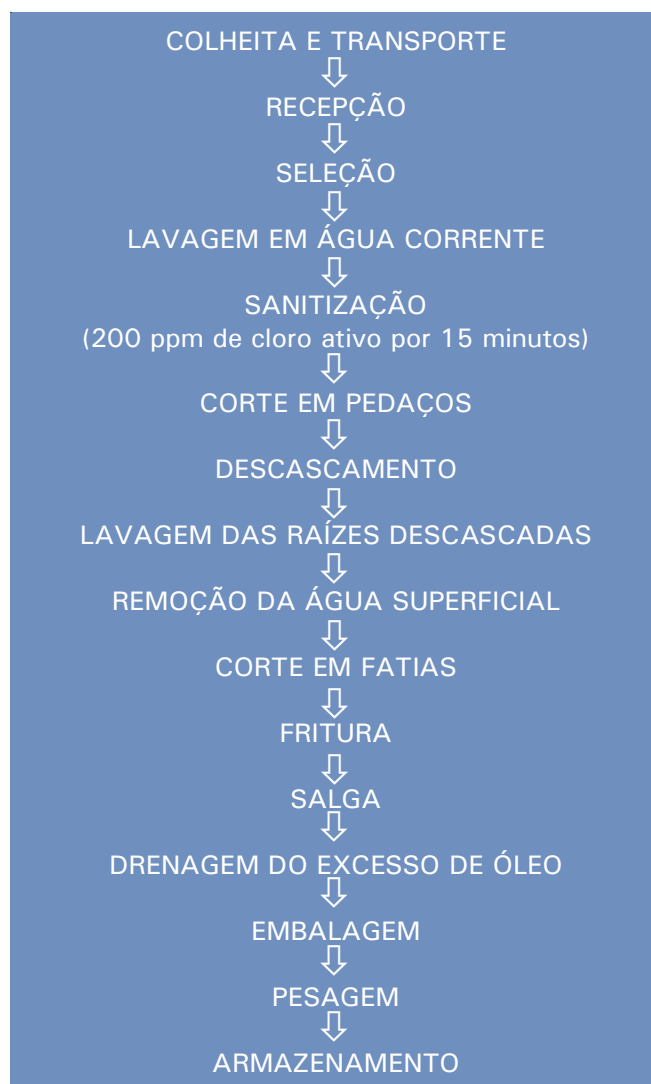 COLHEITA E TRANSPORTE
RECEPÇÃO
SELEÇÃO
LAVAGEM EM ÁGUA CORRENTE
SANITIZAÇÃO
(200 ppm de cloro ativo por 15 minutos)
CORTE EM PEDAÇOS
DESCASCAMENTO
LAVAGEM DAS RAÍZES DESCASCADAS
REMOÇÃO DA ÁGUA SUPERFICIAL
CORTE EM FATIAS
FRITURA
SALGA
DRENAGEM DO EXCESSO DE ÓLEO
EMBALAGEM
PESAGEM
ARMAZENAMENTO